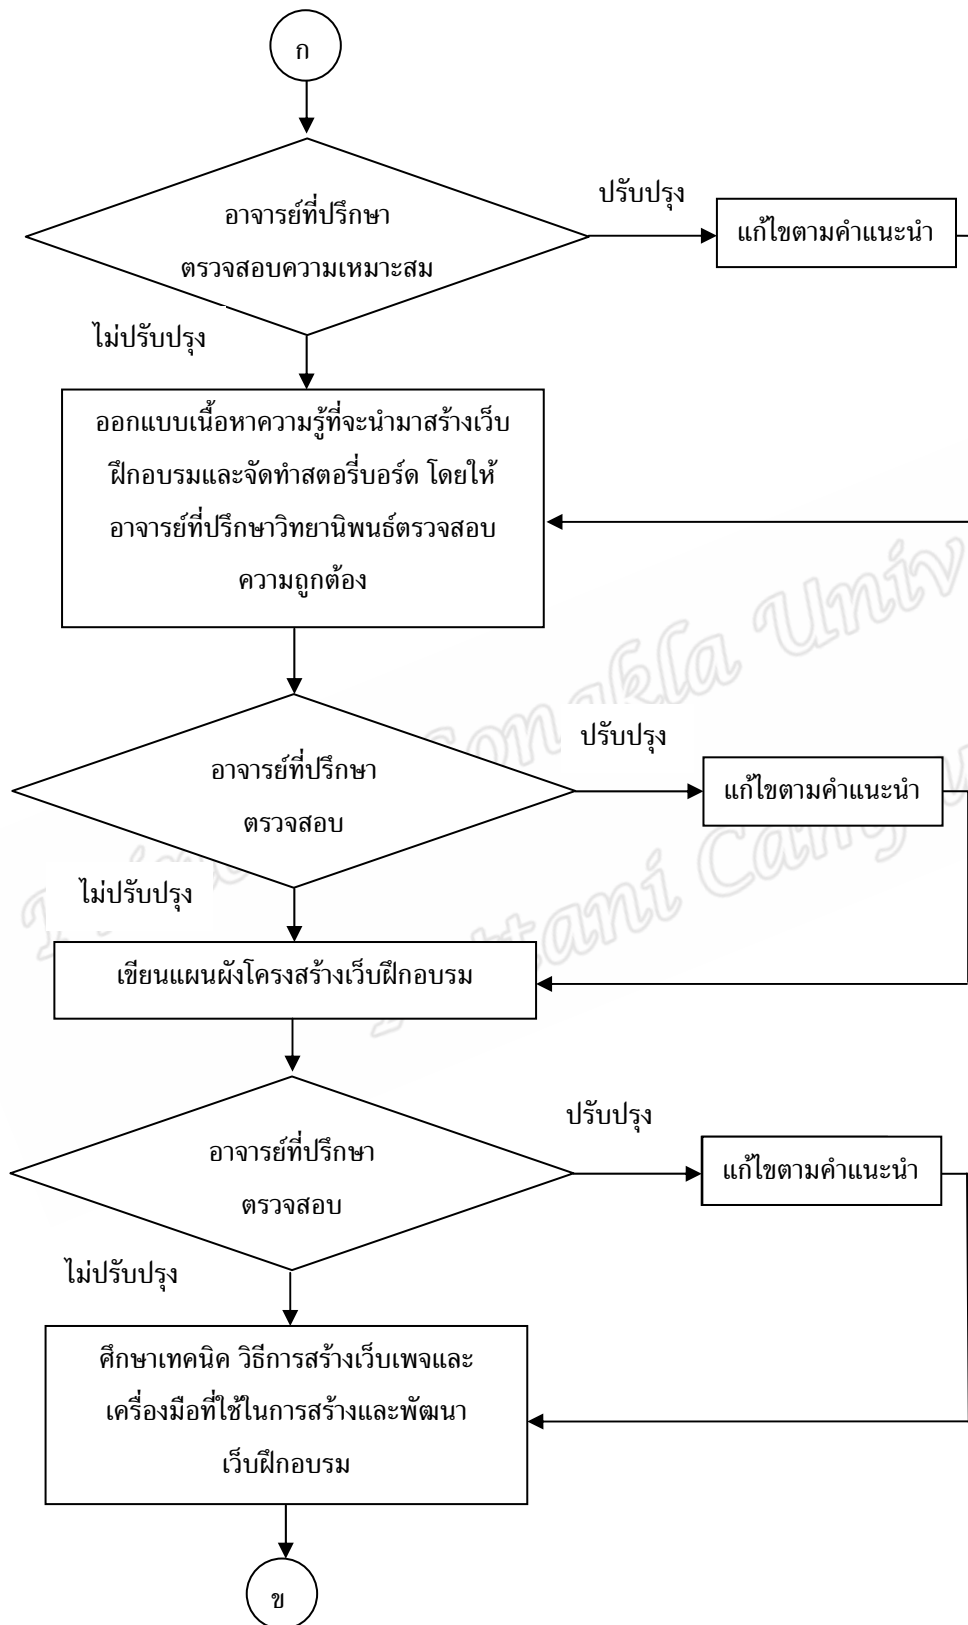 ก
อาจารย์ที่ปรึกษา
ตรวจสอบความเหมาะสม
ปรับปรุง
แก้ไขตามคำแนะนำ
ไม่ปรับปรุง
ออกแบบเนื้อหาความรู้ที่จะนำมาสร้างเว็บ
ฝึกอบรมและจัดทำสตอรี่บอร์ด โดยให้
อาจารย์ที่ปรึกษาวิทยานิพนธ์ตรวจสอบ
ความถูกต้อง
อาจารย์ที่ปรึกษา
ตรวจสอบ
ปรับปรุง
แก้ไขตามคำแนะนำ
ไม่ปรับปรุง
เขียนแผนผังโครงสร้างเว็บฝึกอบรม
อาจารย์ที่ปรึกษา
ตรวจสอบ
ปรับปรุง
แก้ไขตามคำแนะนำ
ไม่ปรับปรุง
ศึกษาเทคนิค วิธีการสร้างเว็บเพจและ
เครื่องมือที่ใช้ในการสร้างและพัฒนา
เว็บฝึกอบรม
ข